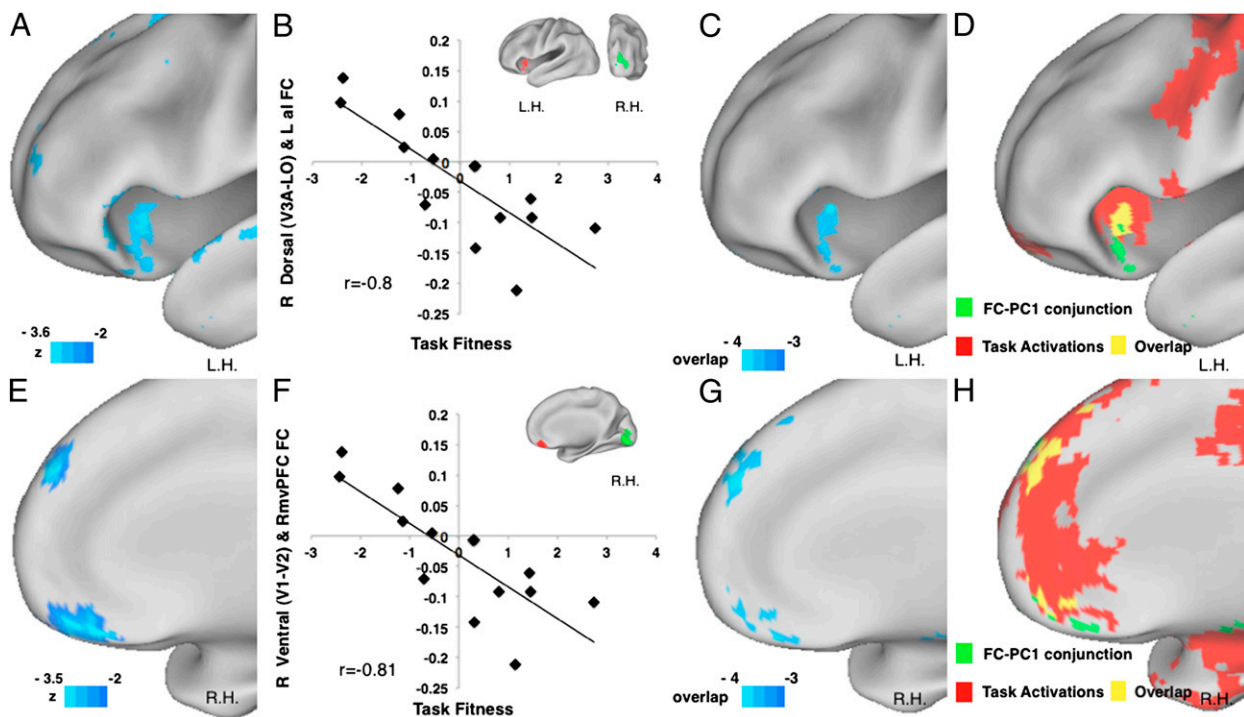 A
- 3.6 -2
z
L.H.
B
R Dorsal (V3A-LO) & L aI FC
0.2
0.15
0.1
0.05
0
-0.05
-0.1
-0.15
-0.2
-0.25
-3 -2 -1 0 1 2 3 4
r=-0.8
Task Fitness
L.H. R.H.
C
- 4 -3
overlap
L.H.
D
FC-PC1 conjunction
Task Activations Overlap
L.H.
E
- 3.5 -2
z
R.H.
F
R Ventral (V1-V2) & RmvPFC FC
0.2
0.15
0.1
0.05
0
-0.05
-0.1
-0.15
-0.2
-0.25
-3 -2 -1 0 1 2 3 4
r=-0.81
Task Fitness
R.H.
G
- 4 -3
overlap
R.H.
H
FC-PC1 conjunction
Task Activations Overlap
R.H.